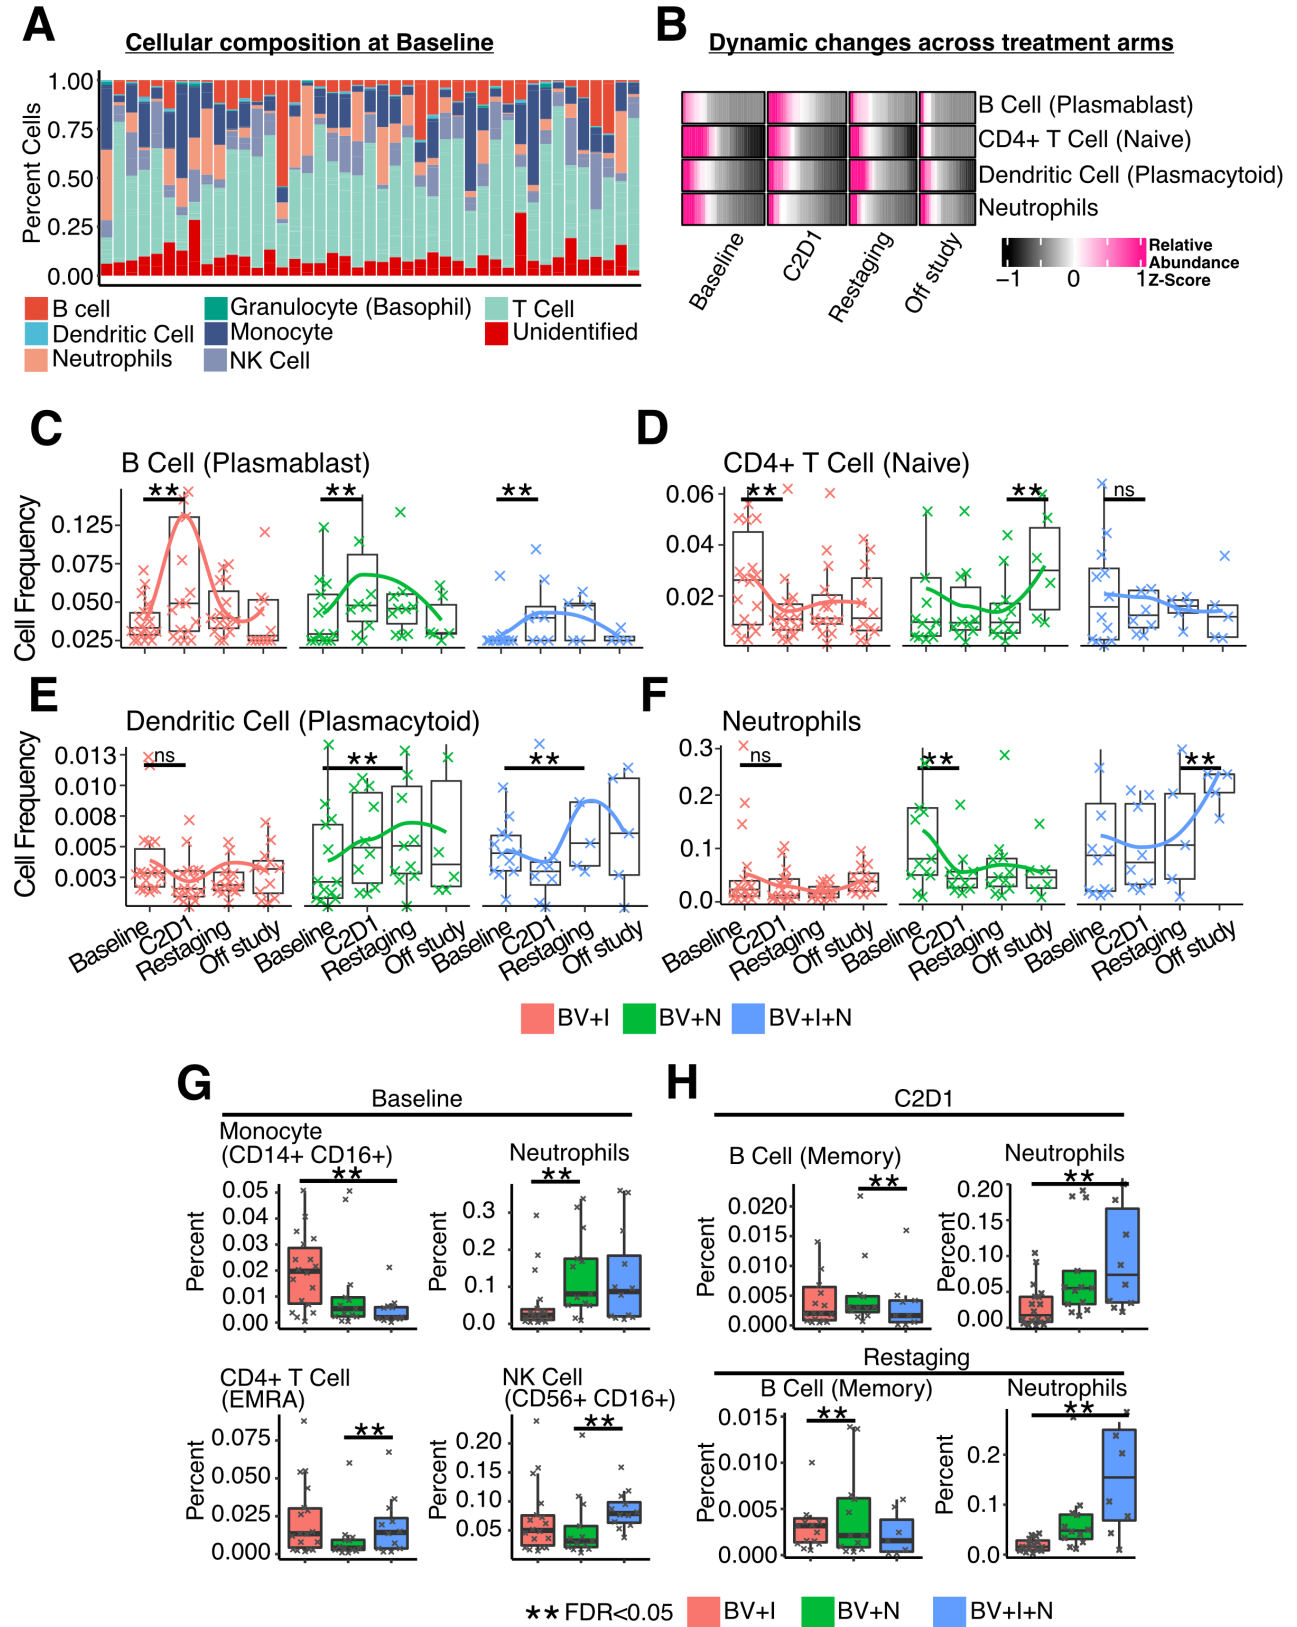 A
Cellular composition at Baseline
Percent Cells
1.00
0.75
0.50
0.25
0.00
B cell
Dendritic Cell
Neutrophils
Granulocyte (Basophil)
Monocyte
NK Cell
T Cell
Unidentified
B
Dynamic changes across treatment arms
B Cell (Plasmablast)
CD4+ T Cell (Naive)
Dendritic Cell (Plasmacytoid)
Neutrophils
Baseline
C2D1
Restaging
Off study
−1
0
1
Relative
Abundance
Z-Score
C
B Cell (Plasmablast)
Cell Frequency
0.125
0.075
0.050
0.025
**
**
**
D
CD4+ T Cell (Naive)
0.06
0.04
0.02
**
**
ns
E
Dendritic Cell (Plasmacytoid)
Cell Frequency
0.013
0.010
0.008
0.005
0.003
ns
**
**
Baseline
C2D1
Restaging
Off study
Baseline
C2D1
Restaging
Off study
Baseline
C2D1
Restaging
Off study
F
Neutrophils
0.3
0.2
0.1
0.0
ns
**
**
Baseline
C2D1
Restaging
Off study
Baseline
C2D1
Restaging
Off study
Baseline
C2D1
Restaging
Off study
BV+I
BV+N
BV+I+N
G
Baseline
Monocyte
(CD14+ CD16+)
**
Percent
0.05
0.04
0.03
0.02
0.01
0.00
Neutrophils
**
Percent
0.3
0.2
0.1
0.0
CD4+ T Cell
(EMRA)
**
Percent
0.075
0.050
0.025
0.000
NK Cell
(CD56+ CD16+)
**
Percent
0.20
0.15
0.10
0.05
H
C2D1
B Cell (Memory)
**
Percent
0.020
0.015
0.010
0.005
0.000
Neutrophils
**
Percent
0.20
0.15
0.10
0.05
0.00
Restaging
B Cell (Memory)
**
Percent
0.015
0.010
0.005
0.000
Neutrophils
**
Percent
0.2
0.1
0.0
** FDR<0.05
BV+I
BV+N
BV+I+N